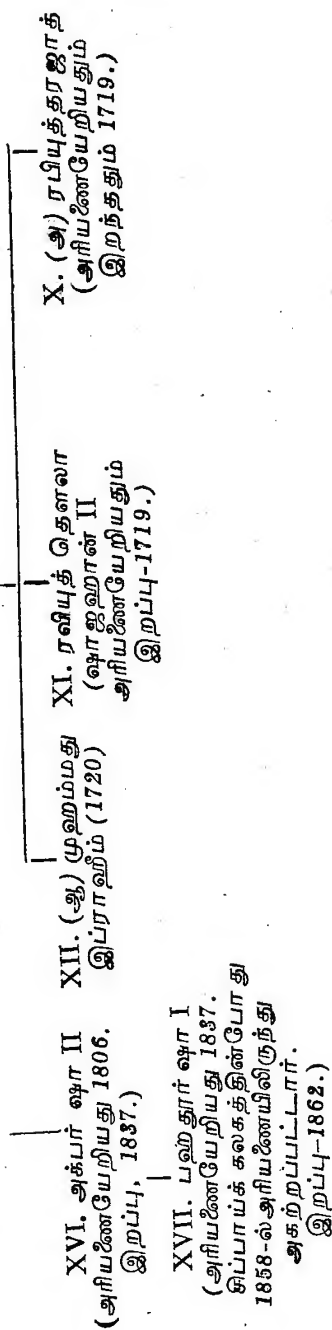 XVI. அக்பர் ஷா II
(அரியணையேறியது 1806.
இறப்பு, 1837.)
XVII. பஹதூர் ஷா I
(அரியணையேறியது 1837.
சிப்பாய்க் கலகத்தின்போது
1858-ல் அரியணையிலிருந்து
அகற்றப்பட்டார்.
இறப்பு-1862.)
XII. (ஆ) முஹம்மது
இப்ராஹீம் (1720)
XI. ரவியுத் தௌலா
(ஷாஜஹான் II
அரியணையேறியதும்
இறப்பு-1719.)
X. (அ) ரபியுத்தரஜாத்
(அரியணையேறியதும்
இறந்ததும் 1719.)